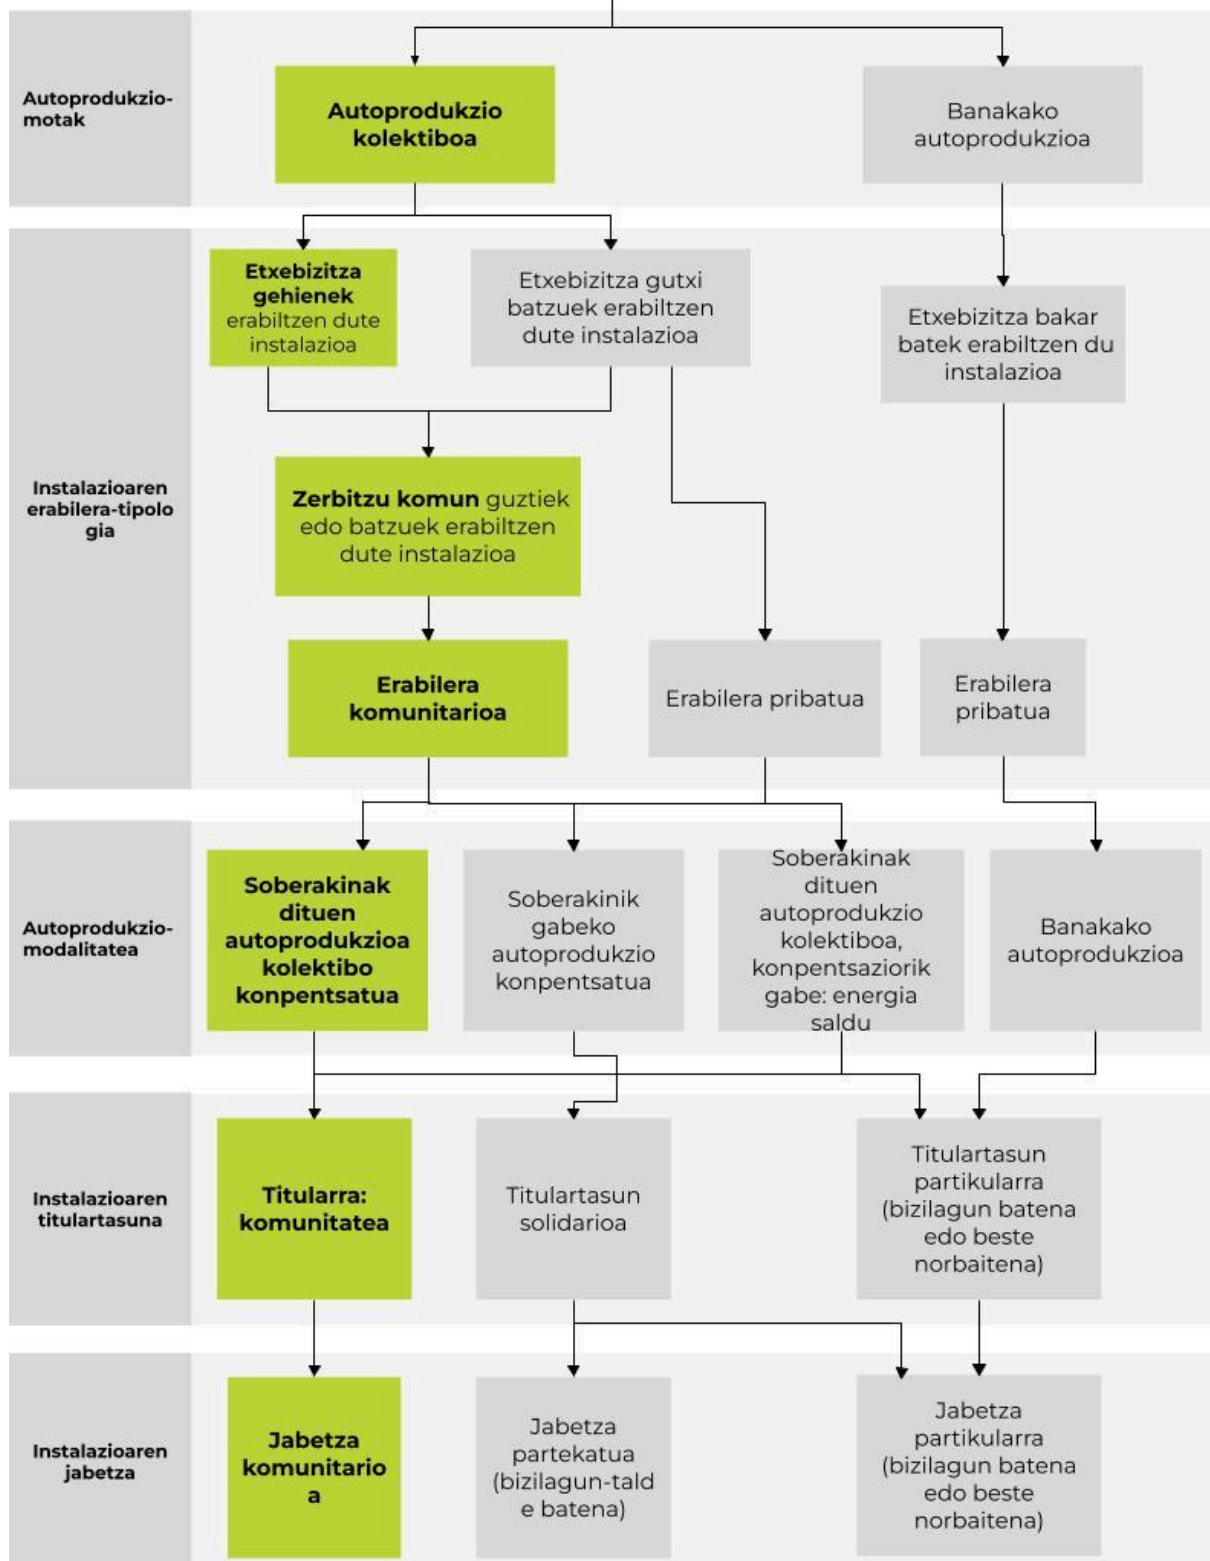 Autoprodukzio-
motak
Autoprodukzio
kolektiboa
Banakako
autoprodukzioa
Instalazioaren
erabilera-tipolo
gia
Etxebizitza
gehienek
erabiltzen dute
instalazioa
Etxebizitza gutxi
batzuek erabiltzen
dute instalazioa
Etxebizitza bakar
batek erabiltzen du
instalazioa
Zerbitzu komun guztiek
edo batzuek erabiltzen
dute instalazioa
Erabilera
komunitarioa
Erabilera pribatua
Erabilera
pribatua
Autoprodukzio-
modalitatea
Soberakinak
dituen
autoprodukzioa
kolektibo
konpentsatua
Soberakinik
gabeko
autoprodukzio
konpentsatua
Soberakinak
dituen
autoprodukzio
kolektiboa,
konpentsaziorik
gabe: energia
saldu
Banakako
autoprodukzioa
Instalazioaren
titulartasuna
Titularra:
komunitatea
Titulartasun
solidarioa
Titulartasun
partikularra
(bizilagun batena
edo beste
norbaitena)
Instalazioaren
jabetza
Jabetza
komunitario
a
Jabetza
partekatua
(bizilagun-tald
e batena)
Jabetza
partikularra
(bizilagun batena
edo beste
norbaitena)